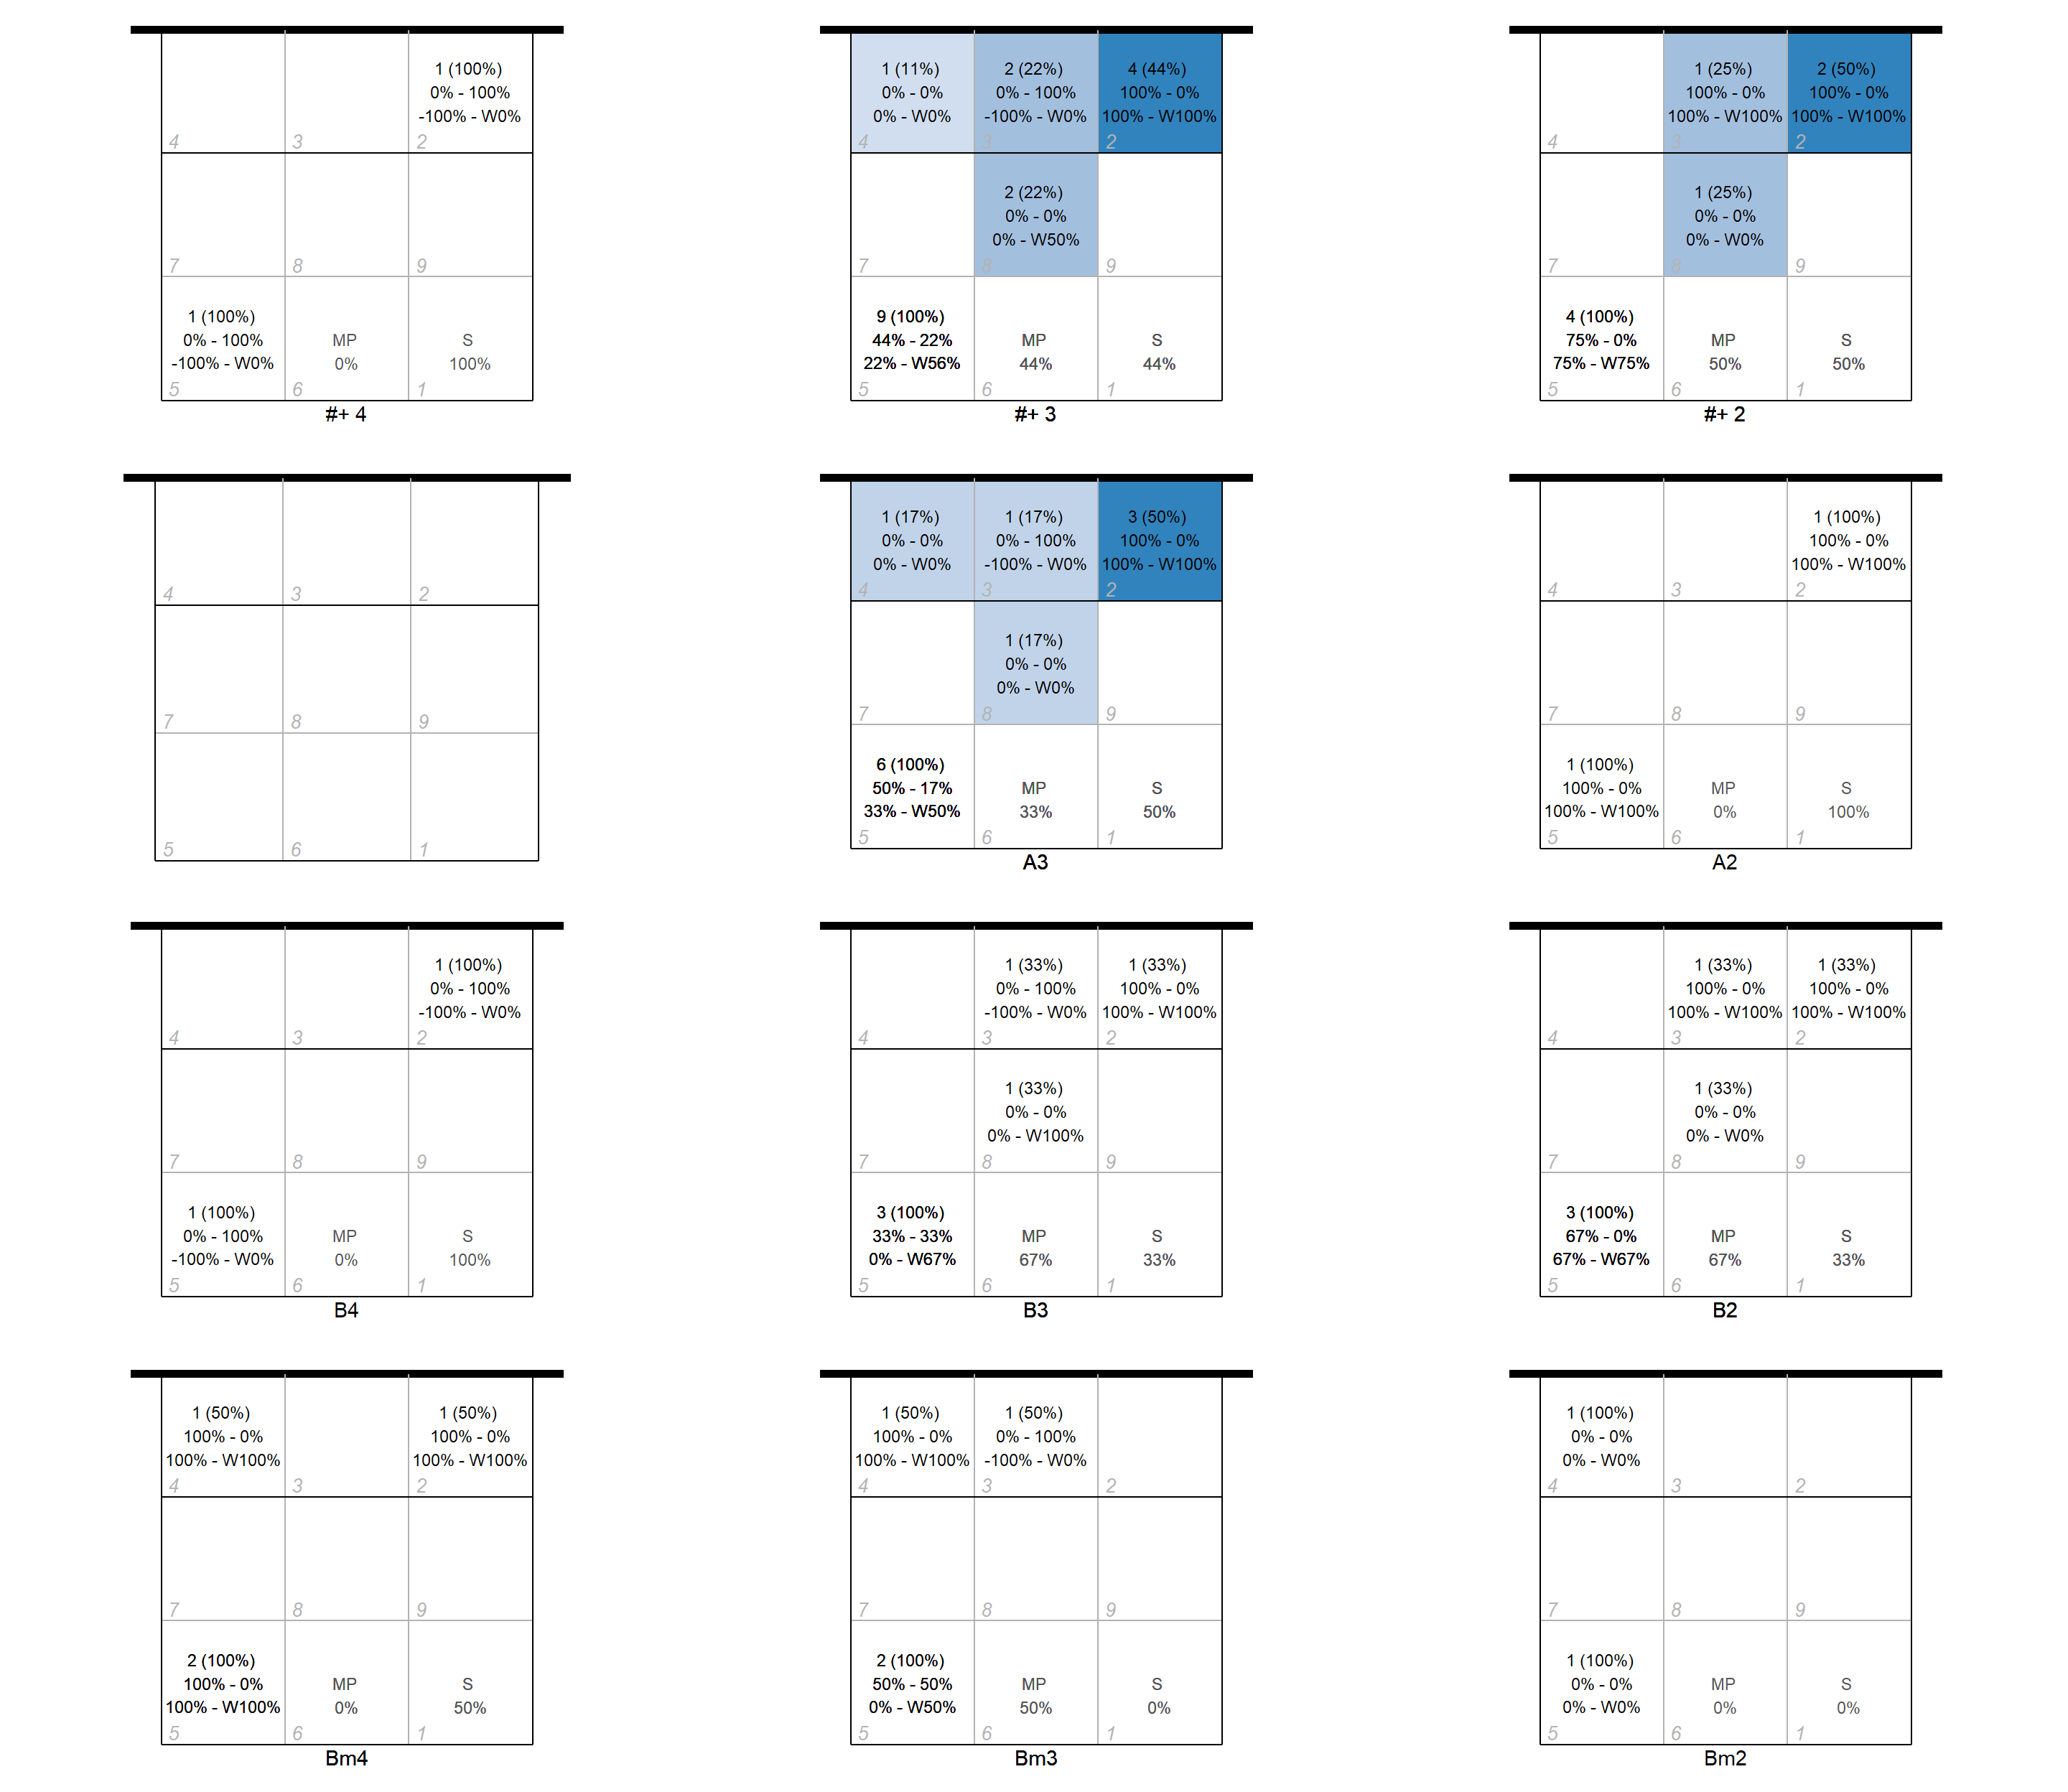 1 (100%)
0% - 100%
-100% - W0%
4
3
2
7
8
9
1 (100%)
0% - 100%
-100% - W0%
MP
0%
S
100%
5
6
1
#+ 4
1 (11%)
0% - 0%
0% - W0%
2 (22%)
0% - 100%
-100% - W0%
4 (44%)
100% - 0%
100% - W100%
4
3
2
2 (22%)
0% - 0%
0% - W50%
7
8
9
9 (100%)
44% - 22%
22% - W56%
MP
44%
S
44%
5
6
1
#+ 3
1 (25%)
100% - 0%
100% - W100%
2 (50%)
100% - 0%
100% - W100%
4
3
2
1 (25%)
0% - 0%
0% - W0%
7
8
9
4 (100%)
75% - 0%
75% - W75%
MP
50%
S
50%
5
6
1
#+ 2
4
3
2
7
8
9
5
6
1
1 (17%)
0% - 0%
0% - W0%
1 (17%)
0% - 100%
-100% - W0%
3 (50%)
100% - 0%
100% - W100%
4
3
2
1 (17%)
0% - 0%
0% - W0%
7
8
9
6 (100%)
50% - 17%
33% - W50%
MP
33%
S
50%
5
6
1
A3
1 (100%)
100% - 0%
100% - W100%
4
3
2
7
8
9
1 (100%)
100% - 0%
100% - W100%
MP
0%
S
100%
5
6
1
A2
1 (100%)
0% - 100%
-100% - W0%
4
3
2
7
8
9
1 (100%)
0% - 100%
-100% - W0%
MP
0%
S
100%
5
6
1
B4
1 (33%)
0% - 100%
-100% - W0%
1 (33%)
100% - 0%
100% - W100%
4
3
2
1 (33%)
0% - 0%
0% - W100%
7
8
9
3 (100%)
33% - 33%
0% - W67%
MP
67%
S
33%
5
6
1
B3
1 (33%)
100% - 0%
100% - W100%
1 (33%)
100% - 0%
100% - W100%
4
3
2
1 (33%)
0% - 0%
0% - W0%
7
8
9
3 (100%)
67% - 0%
67% - W67%
MP
67%
S
33%
5
6
1
B2
1 (50%)
100% - 0%
100% - W100%
1 (50%)
100% - 0%
100% - W100%
4
3
2
7
8
9
2 (100%)
100% - 0%
100% - W100%
MP
0%
S
50%
5
6
1
Bm4
1 (50%)
100% - 0%
100% - W100%
1 (50%)
0% - 100%
-100% - W0%
4
3
2
7
8
9
2 (100%)
50% - 50%
0% - W50%
MP
50%
S
0%
5
6
1
Bm3
1 (100%)
0% - 0%
0% - W0%
4
3
2
7
8
9
1 (100%)
0% - 0%
0% - W0%
MP
0%
S
0%
5
6
1
Bm2